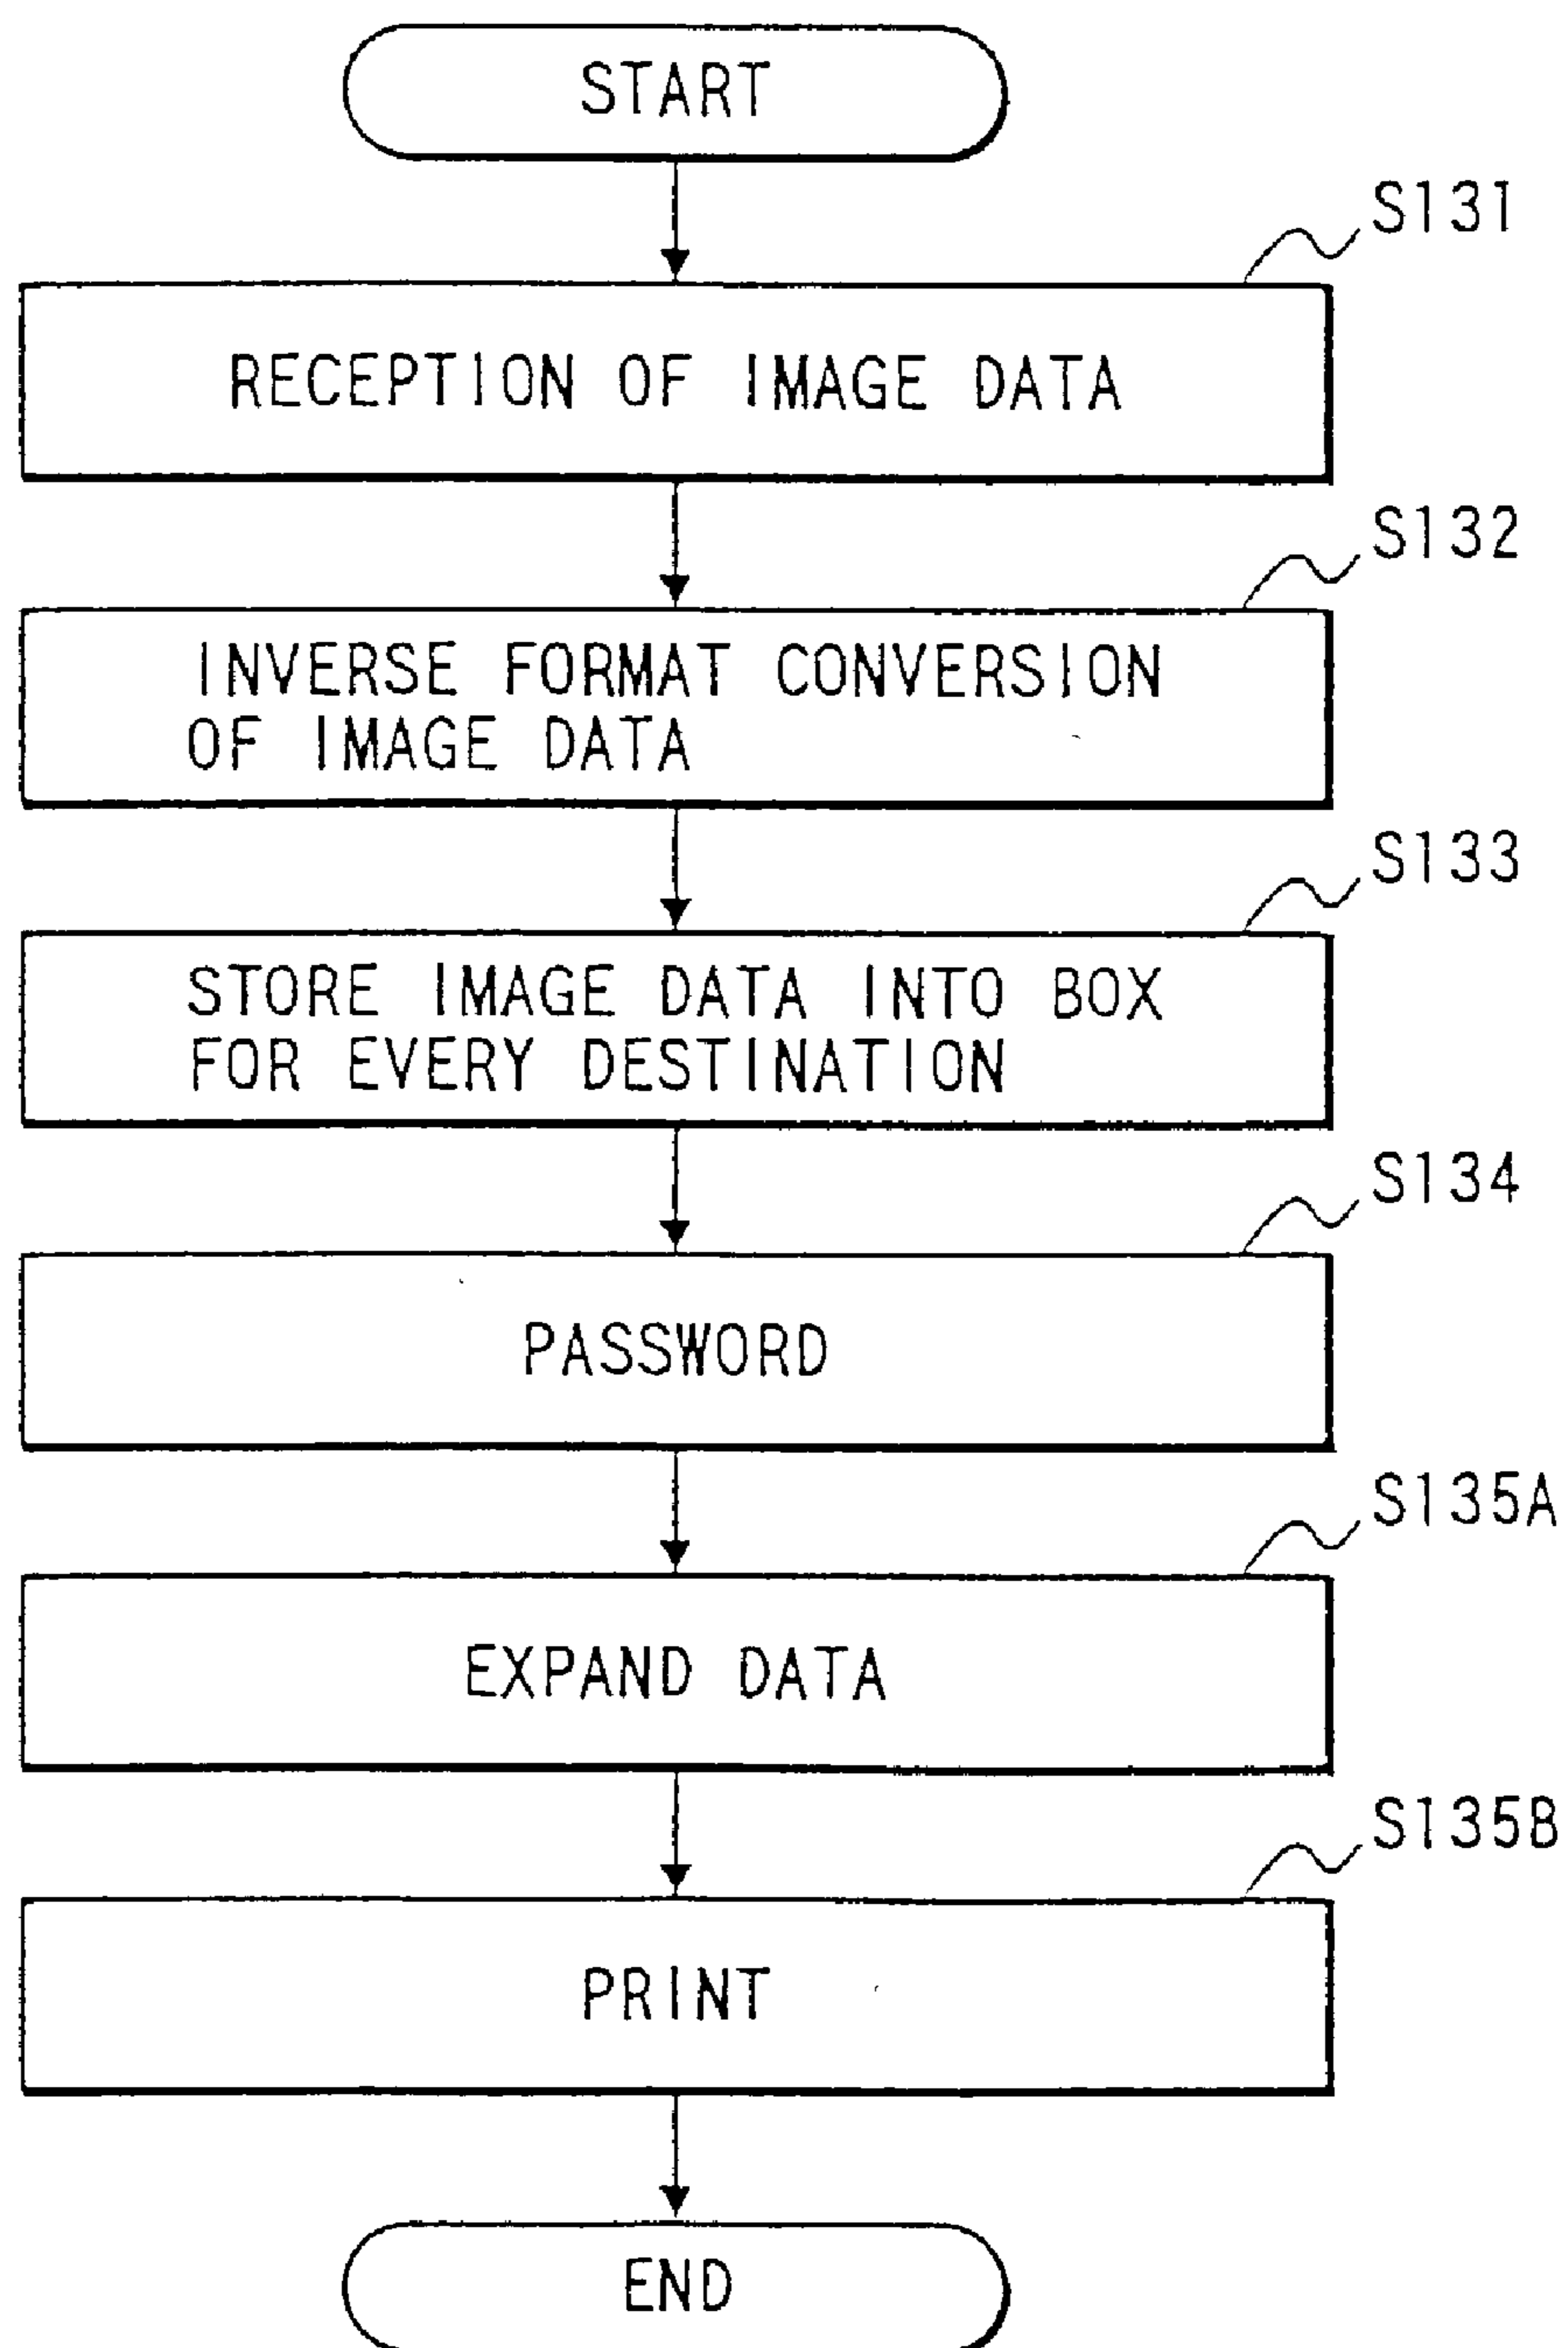 START
S131
RECEPTION OF IMAGE DATA
S132
INVERSE FORMAT CONVERSION
OF IMAGE DATA
S133
STORE IMAGE DATA INTO BOX
FOR EVERY DESTINATION
S134
PASSWORD
S135A
EXPAND DATA
S135B
PRINT
END